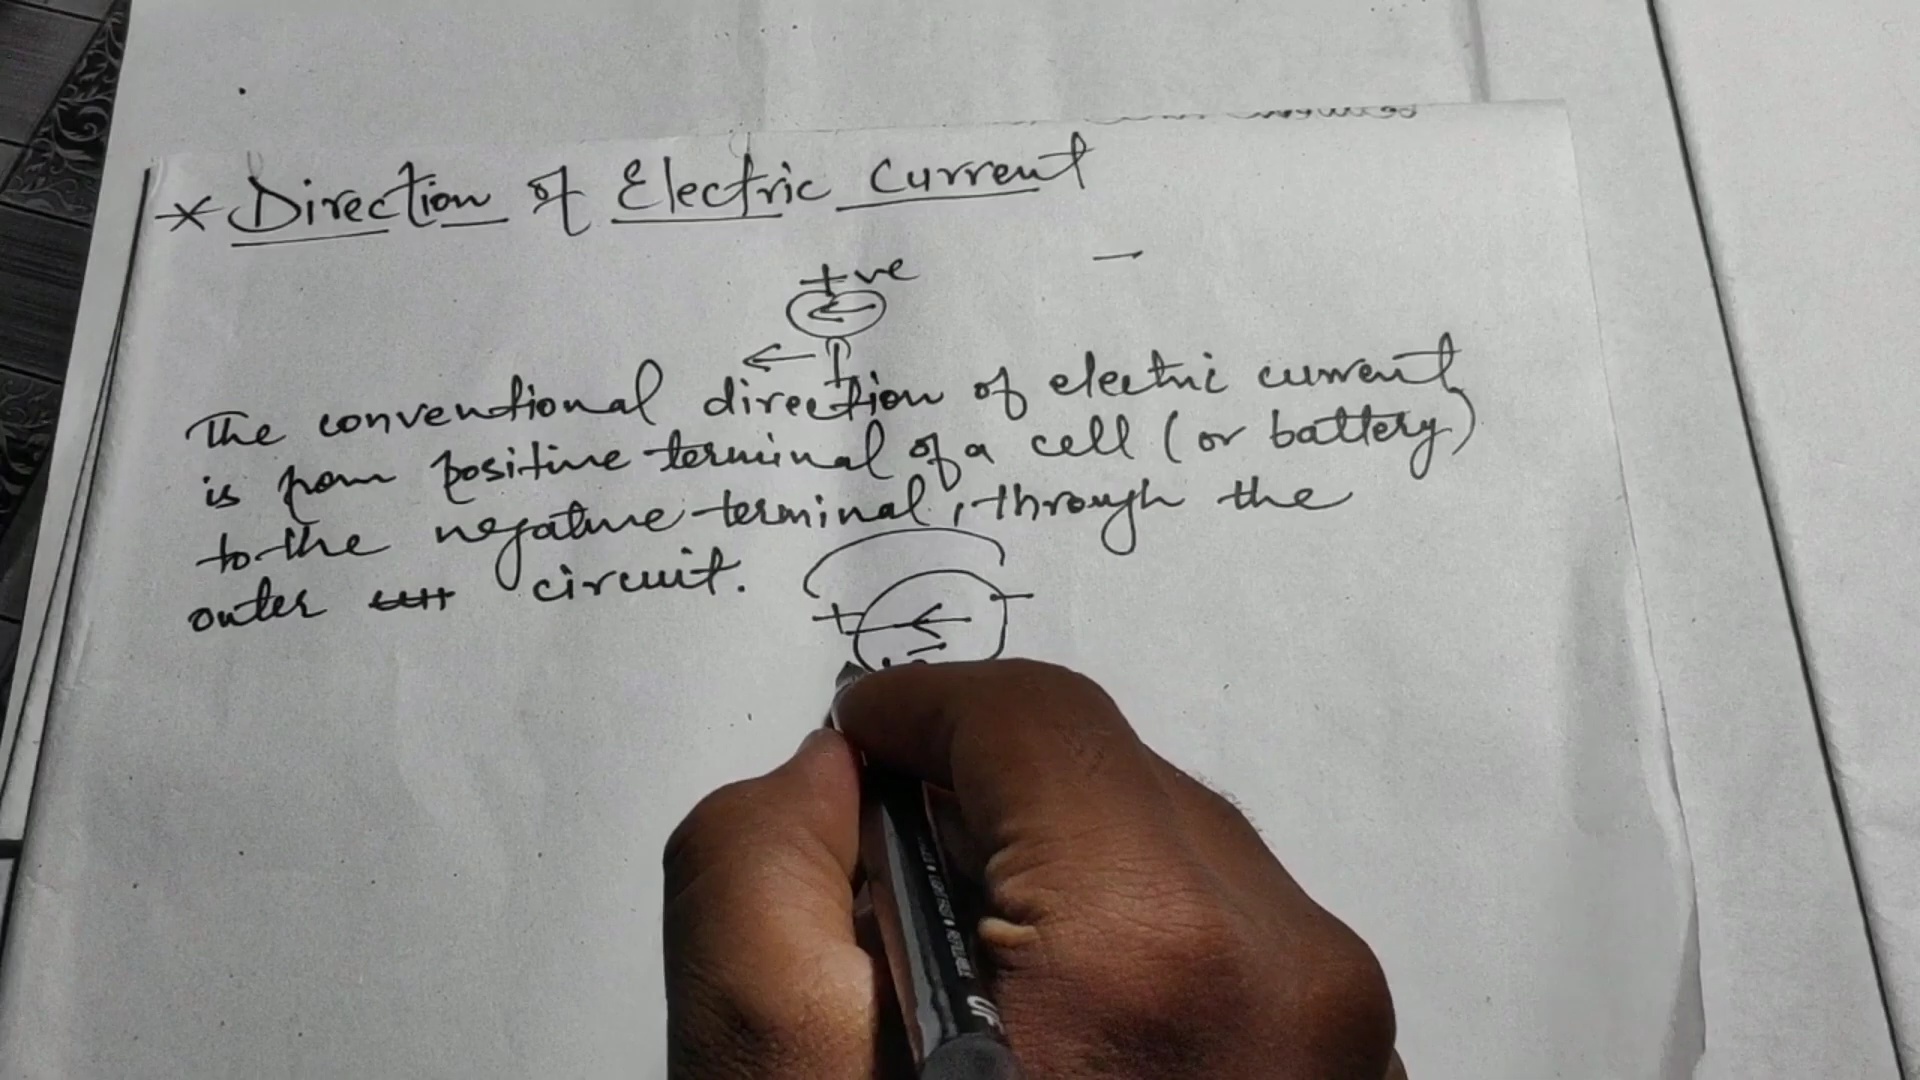 * Direction of Electric Current
+ve
The conventional direction of electric current
is from positive terminal of a cell (or battery)
to the negative terminal, through the
outer circuit.
+ -